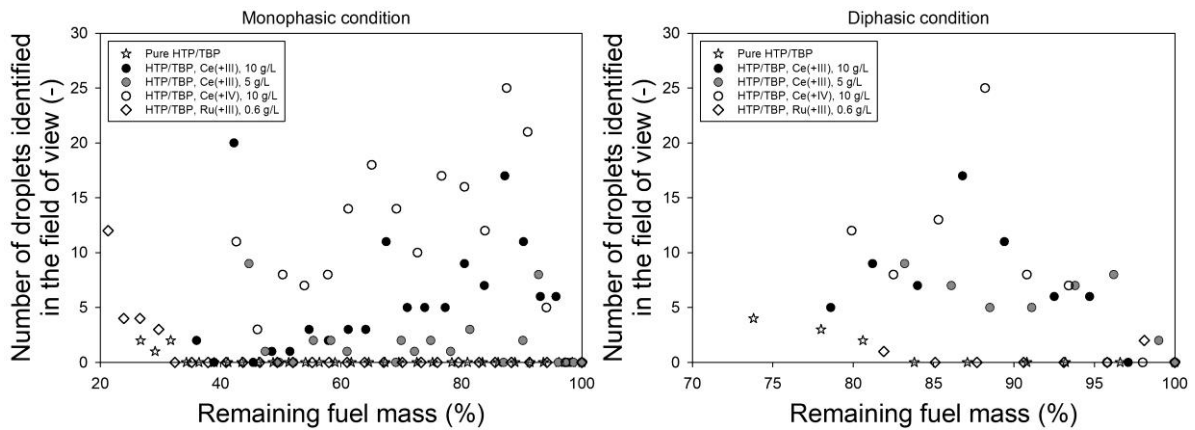 Monophasic condition
Number of droplets identified
in the field of view (-)
30
25
20
15
10
5
0
Pure HTP/TBP
HTP/TBP, Ce(+III), 10 g/L
HTP/TBP, Ce(+III), 5 g/L
HTP/TBP, Ce(+IV), 10 g/L
HTP/TBP, Ru(+III), 0.6 g/L
20 40 60 80 100
Remaining fuel mass (%)
Diphasic condition
Number of droplets identified
in the field of view (-)
30
25
20
15
10
5
0
Pure HTP/TBP
HTP/TBP, Ce(+III), 10 g/L
HTP/TBP, Ce(+III), 5 g/L
HTP/TBP, Ce(+IV), 10 g/L
HTP/TBP, Ru(+III), 0.6 g/L
70 75 80 85 90 95 100
Remaining fuel mass (%)